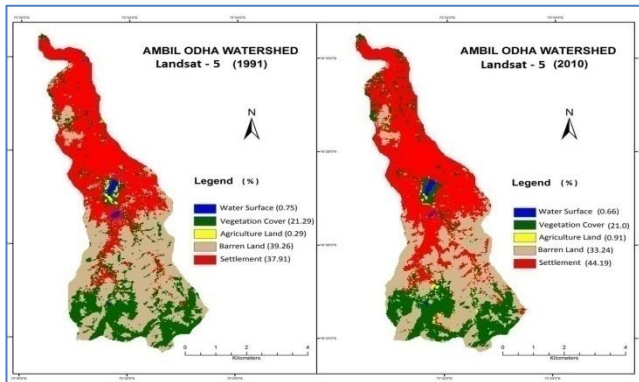 AMBIL ODHA WATERSHED
Landsat - 5 (1991)
N
Legend (%)
Water Surface (0.75)
Vegetation Cover (21.29)
Agriculture Land (0.29)
Barren Land (39.26)
Settlement (37.91)
0 1 2 4
Kilometers
AMBIL ODHA WATERSHED
Landsat - 5 (2010)
N
Legend (%)
Water Surface (0.66)
Vegetation Cover (21.0)
Agriculture Land (0.91)
Barren Land (33.24)
Settlement (44.19)
0 1 2 4
Kilometers